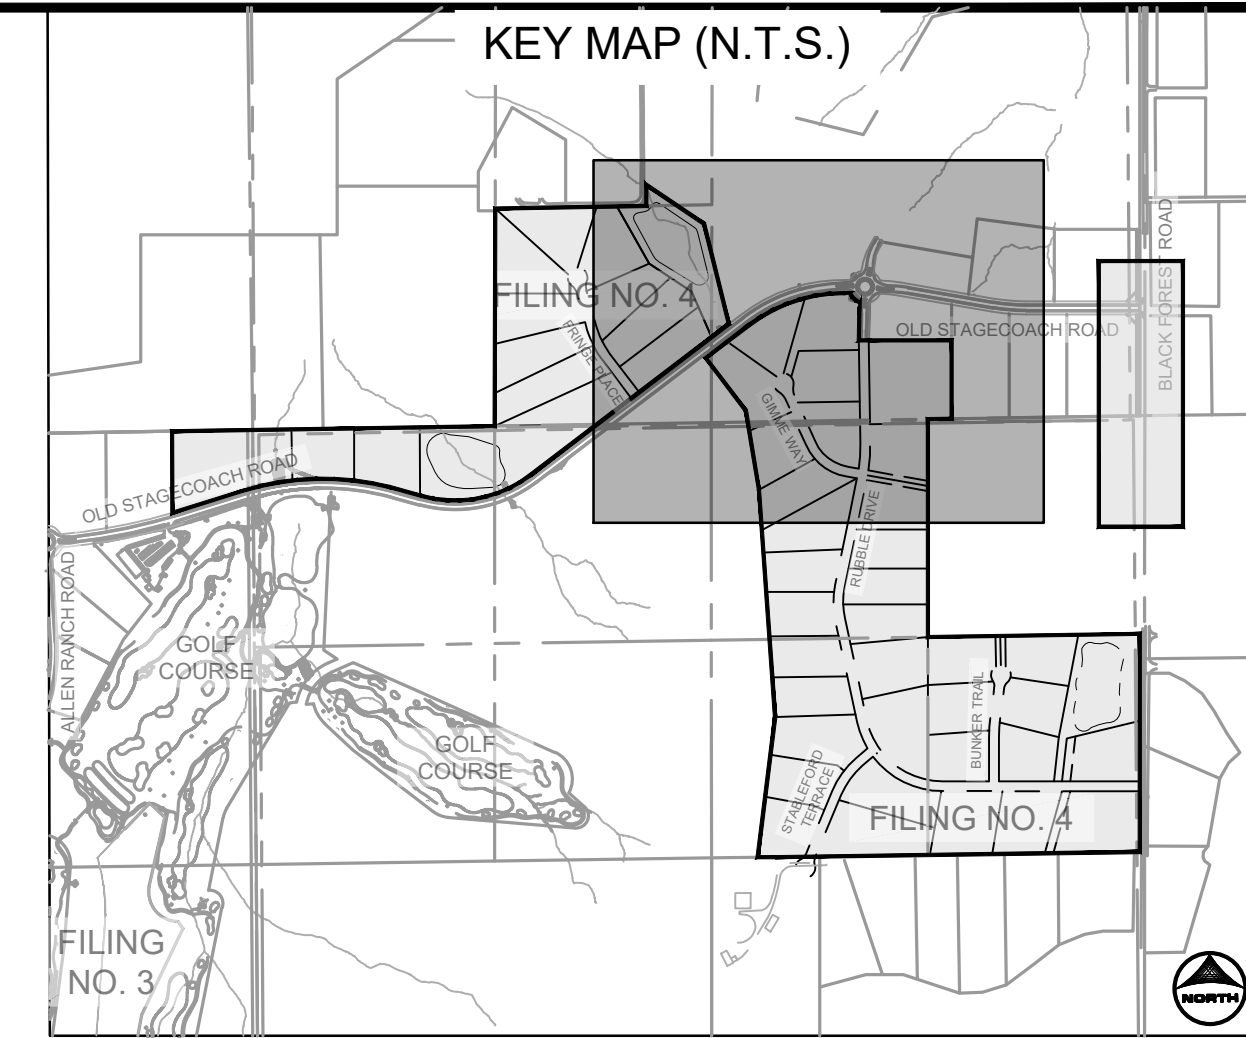 KEY MAP (N.T.S.)
BLACK FOREST ROAD
FILING NO. 4
FRINGE PLACE
OLD STAGECOACH ROAD
GIMME WAY
OLD STAGECOACH ROAD
RUBBLE DRIVE
ALLEN RANCH ROAD
GOLF
COURSE
BUNKER TRAIL
GOLF
COURSE
STABLEFORD
TERRACE
FILING NO. 4
FILING
NO. 3
NORTH